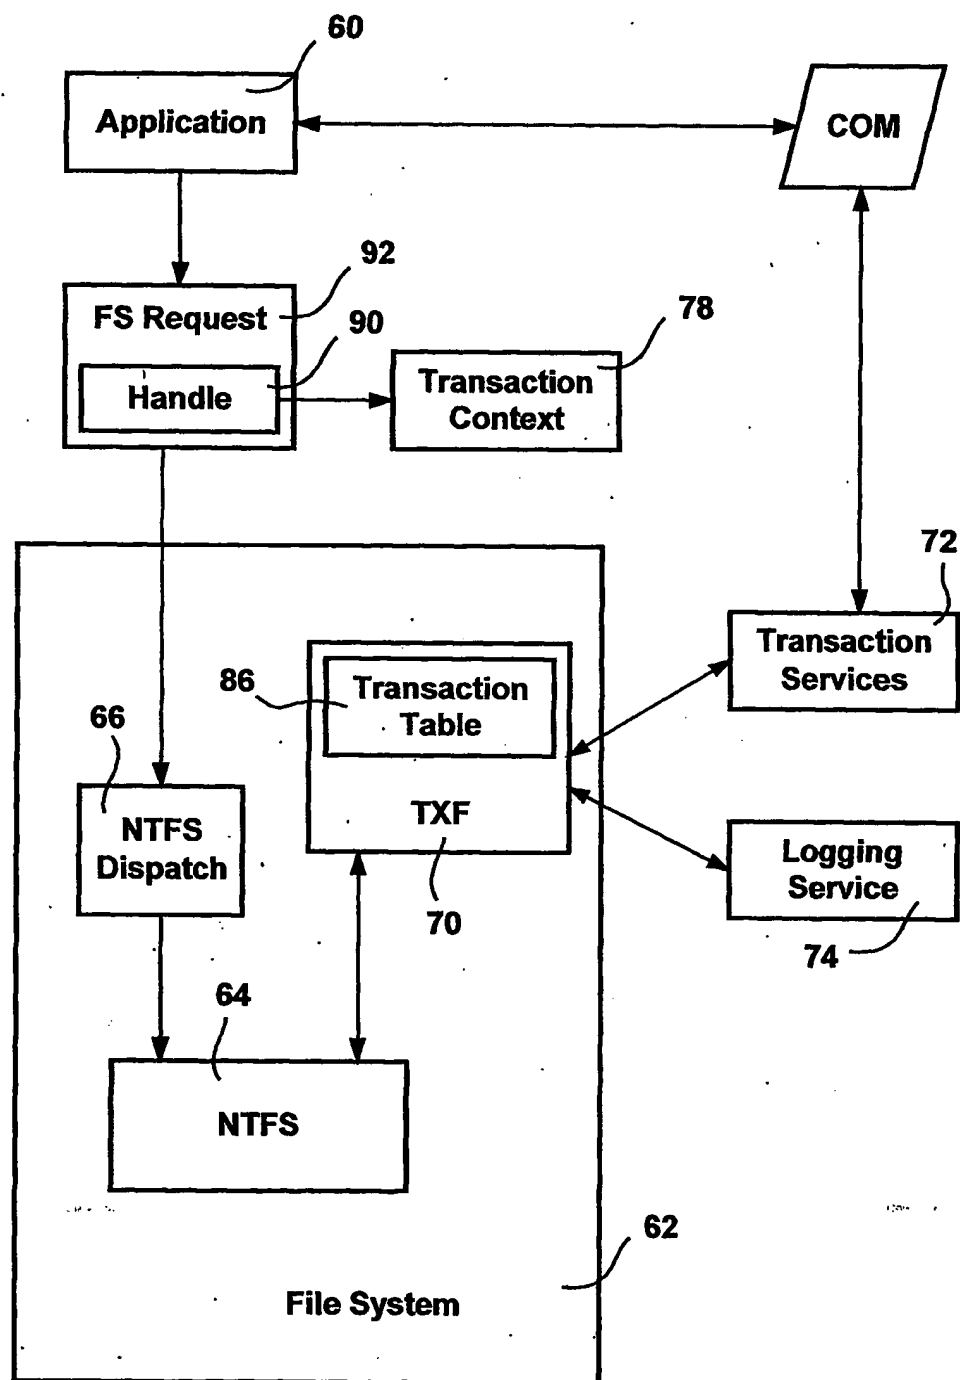 60
Application
COM
92
FS Request
90
Handle
78
Transaction
Context
72
Transaction
Services
86
Transaction
Table
66
NTFS
Dispatch
TXF
70
Logging
Service
74
64
NTFS
62
File System